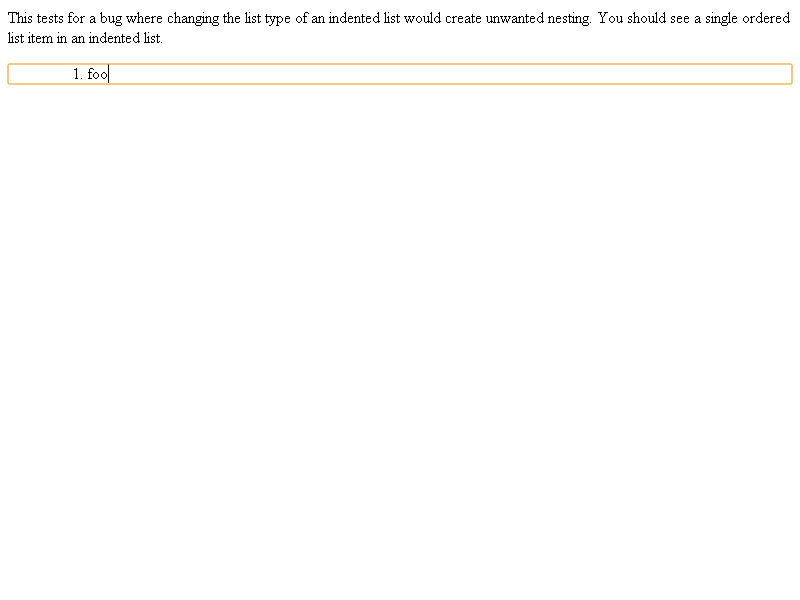 This tests for a bug where changing the list type of an indented list would create unwanted nesting. You should see a single ordered
list item in an indented list.
1. foo